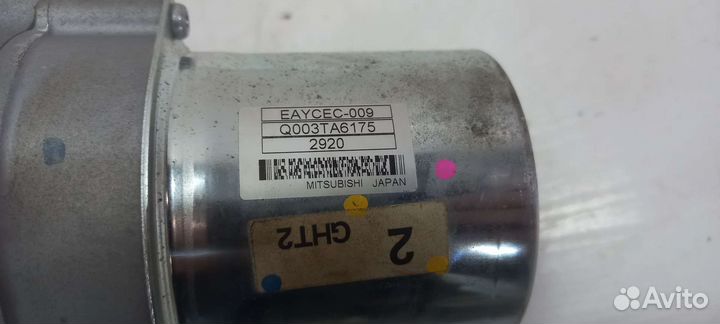 EAYCEC-009
Q003TA6175
2920
MITSUBISHI JAPAN
2
GHT2
Avito